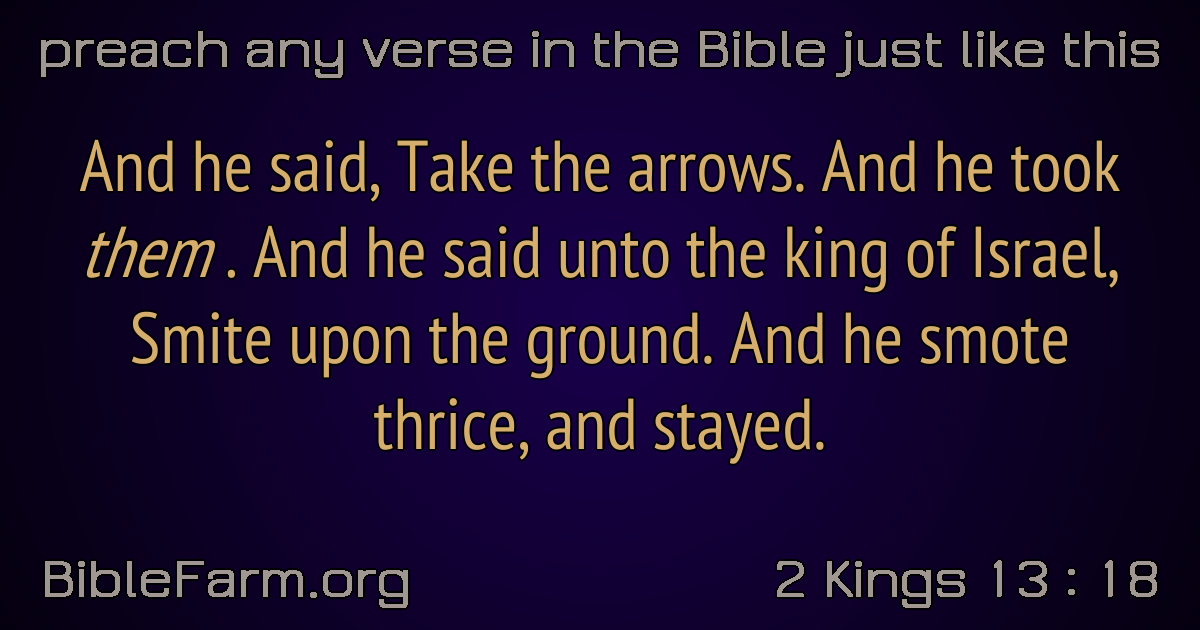 preach any verse in the Bible just like this
And he said, Take the arrows. And he took
them . And he said unto the king of Israel,
Smite upon the ground. And he smote
thrice, and stayed.
BibleFarm.org
2 Kings 13 : 18